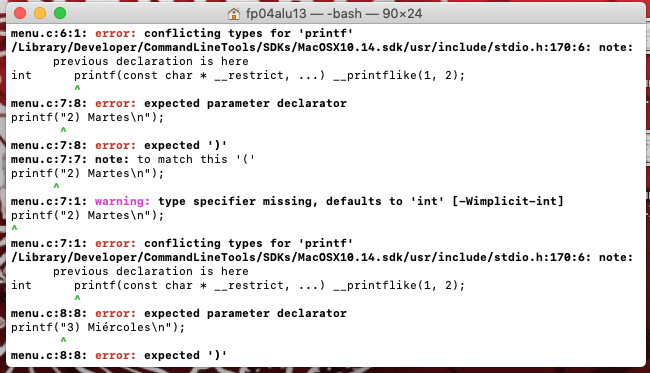 fp04alu13 — -bash — 90×24
menu.c:6:1: error: conflicting types for 'printf'
/Library/Developer/CommandLineTools/SDKs/MacOSX10.14.sdk/usr/include/stdio.h:170:6: note:
      previous declaration is here
int      printf(const char * __restrict, ...) __printflike(1, 2);
         ^
menu.c:7:8: error: expected parameter declarator
printf("2) Martes\n");
       ^
menu.c:7:8: error: expected ')'
menu.c:7:7: note: to match this '('
printf("2) Martes\n");
      ^
menu.c:7:1: warning: type specifier missing, defaults to 'int' [-Wimplicit-int]
printf("2) Martes\n");
^
menu.c:7:1: error: conflicting types for 'printf'
/Library/Developer/CommandLineTools/SDKs/MacOSX10.14.sdk/usr/include/stdio.h:170:6: note:
      previous declaration is here
int      printf(const char * __restrict, ...) __printflike(1, 2);
         ^
menu.c:8:8: error: expected parameter declarator
printf("3) Miércoles\n");
       ^
menu.c:8:8: error: expected ')'